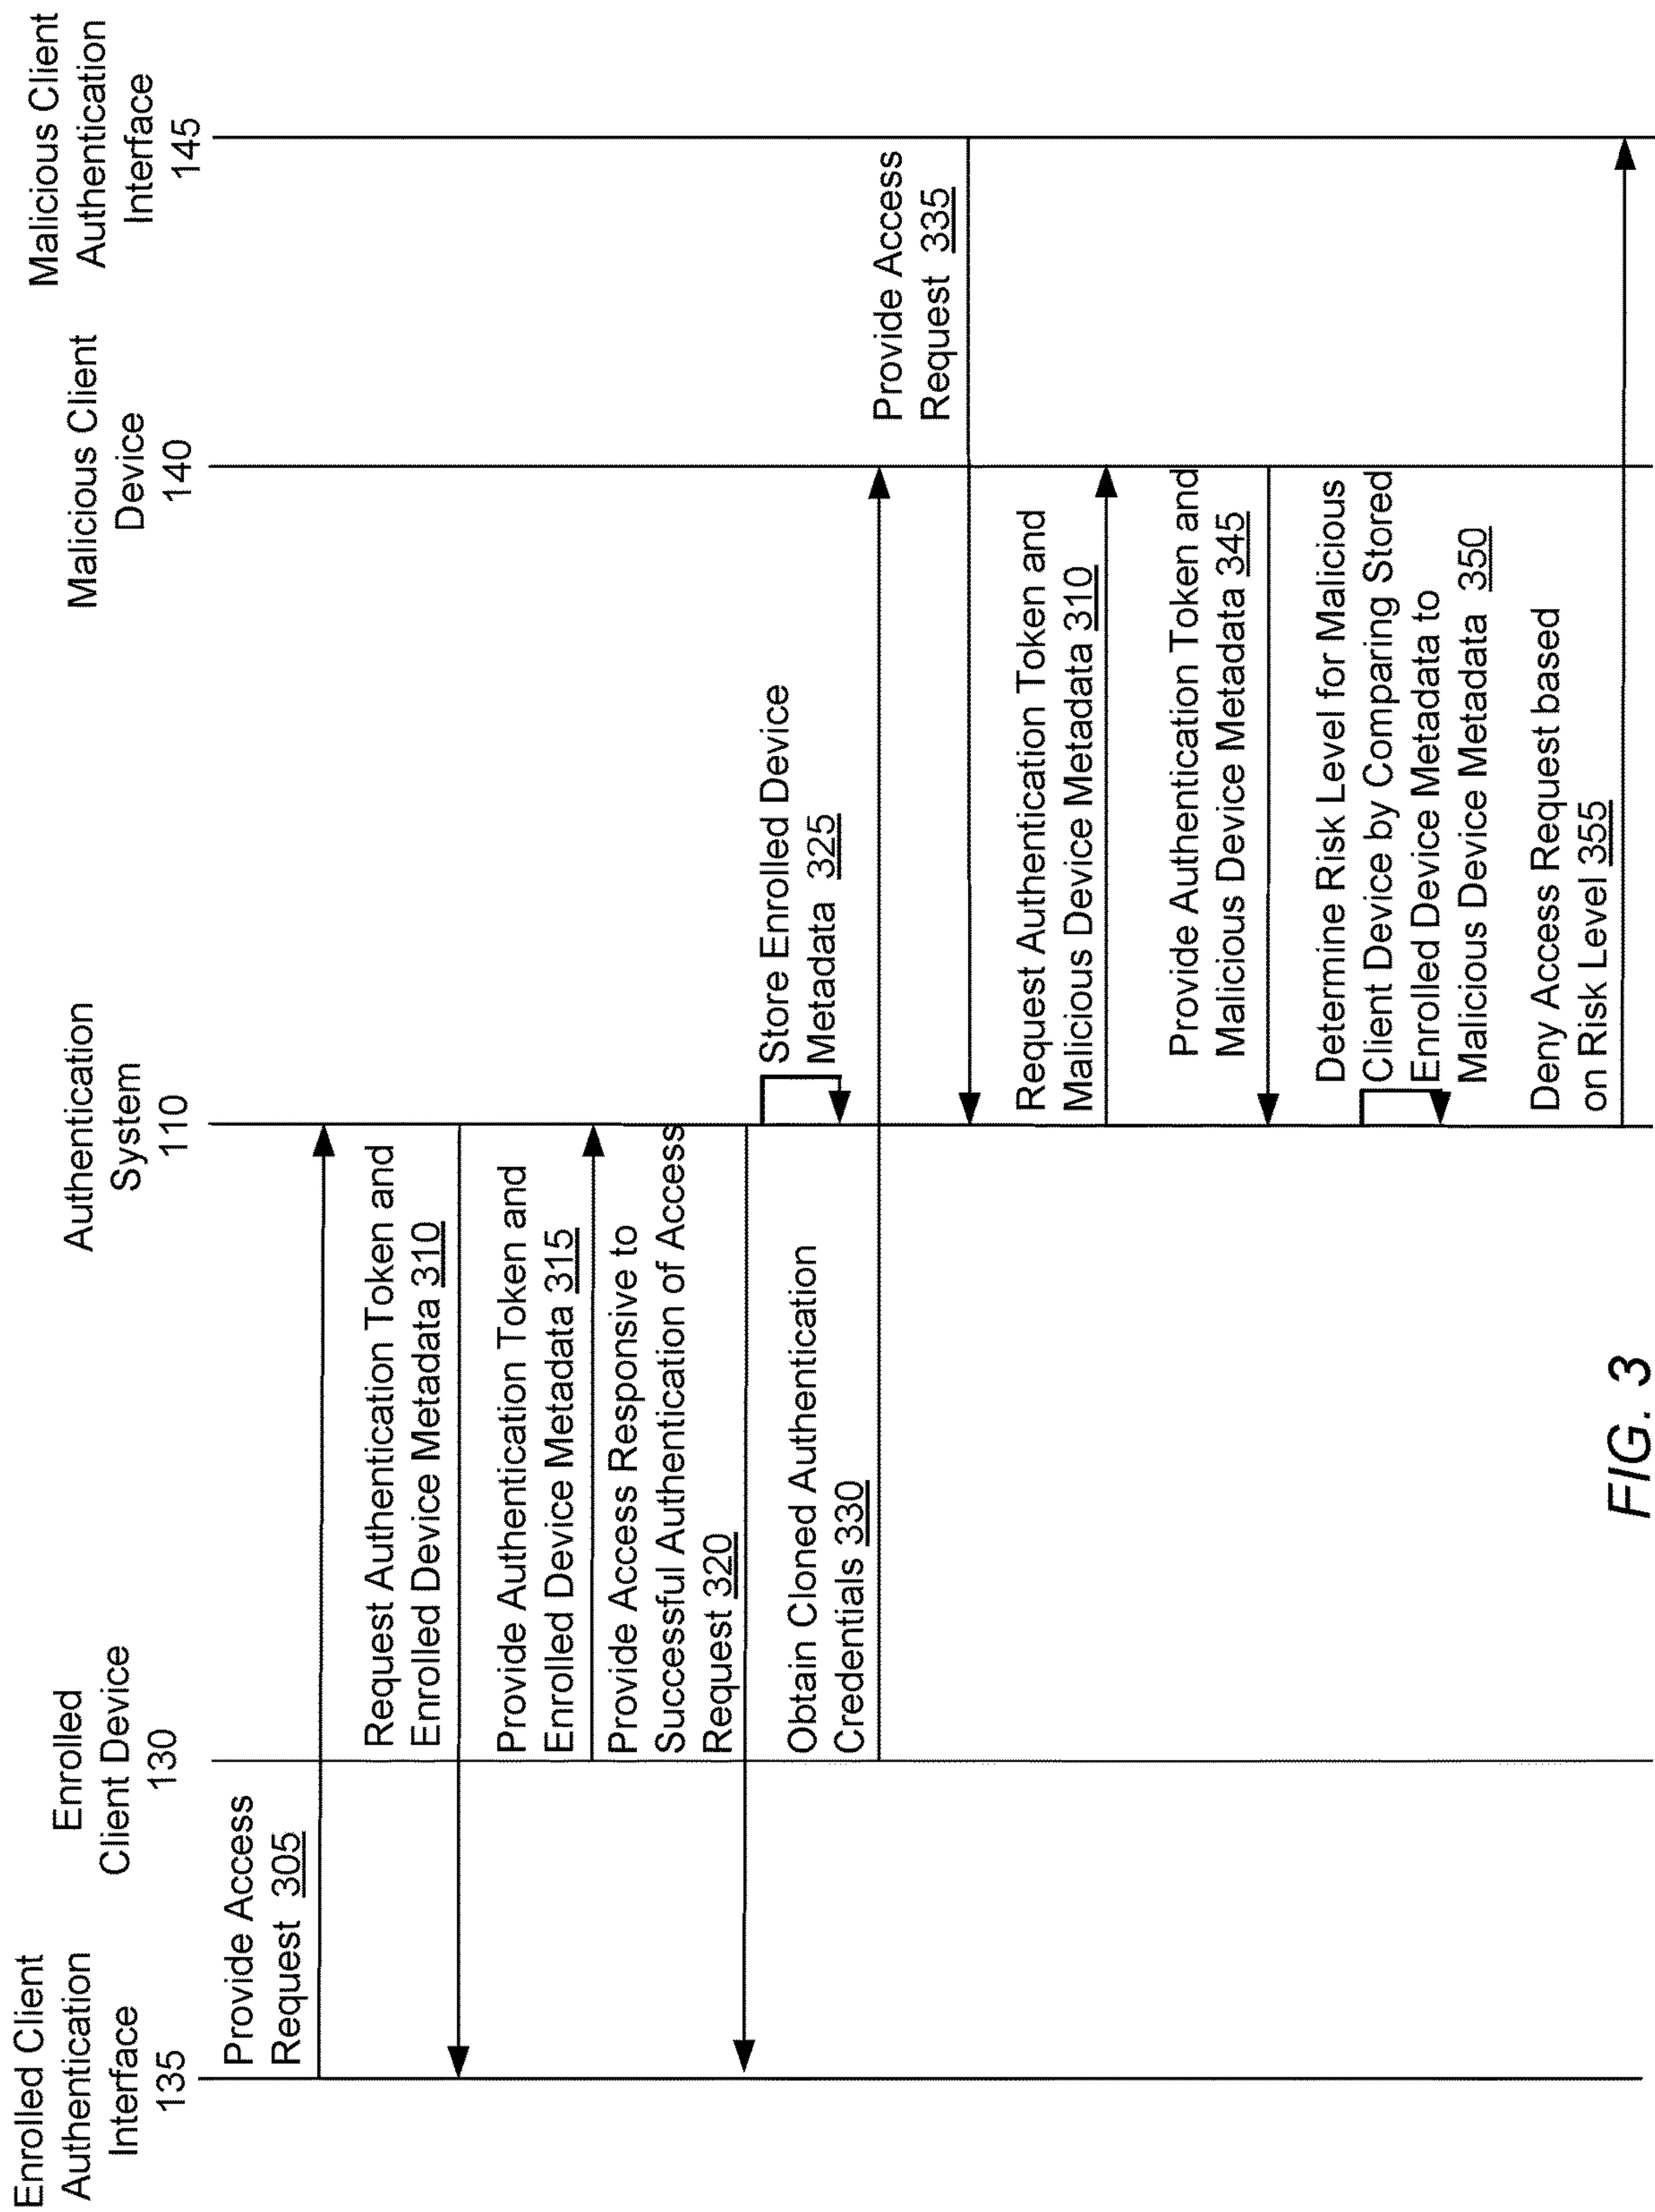 Enrolled Client
Authentication
Interface
135
Enrolled
Client Device
130
Authentication
System
110
Malicious Client
Device
140
Malicious Client
Authentication
Interface
145
Provide Access
Request 305
Request Authentication Token and
Enrolled Device Metadata 310
Provide Authentication Token and
Enrolled Device Metadata 315
Provide Access Responsive to
Successful Authentication of Access
Request 320
Store Enrolled Device
Metadata 325
Obtain Cloned Authentication
Credentials 330
Provide Access
Request 335
Request Authentication Token and
Malicious Device Metadata 310
Provide Authentication Token and
Malicious Device Metadata 345
Determine Risk Level for Malicious
Client Device by Comparing Stored
Enrolled Device Metadata to
Malicious Device Metadata 350
Deny Access Request based
on Risk Level 355
FIG. 3